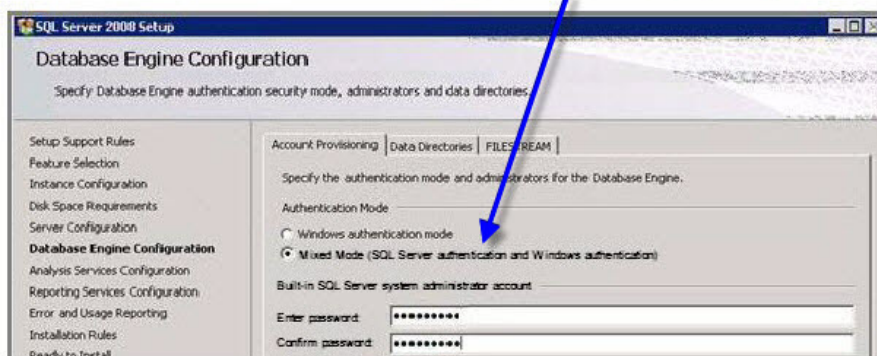 SQL Server 2008 Setup
Database Engine Configuration
Specify Database Engine authentication security mode, administrators and data directories.
Setup Support Rules
Feature Selection
Instance Configuration
Disk Space Requirements
Server Configuration
Database Engine Configuration
Analysis Services Configuration
Reporting Services Configuration
Error and Usage Reporting
Installation Rules
Ready to Install
Account Provisioning Data Directories FILESTREAM
Specify the authentication mode and administrators for the Database Engine.
Authentication Mode
Windows authentication mode
Mixed Mode (SQL Server authentication and Windows authentication)
Built-in SQL Server system administrator account
Enter password:
Confirm password: